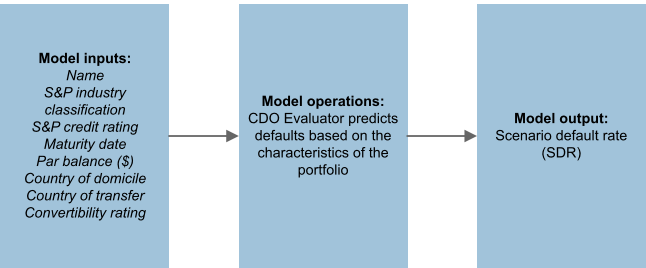 Model inputs:
Name
S&P industry
classification
S&P credit rating
Maturity date
Par balance ($)
Country of domicile
Country of transfer
Convertibility rating
Model operations:
CDO Evaluator predicts
defaults based on the
characteristics of the
portfolio
Model output:
Scenario default rate
(SDR)